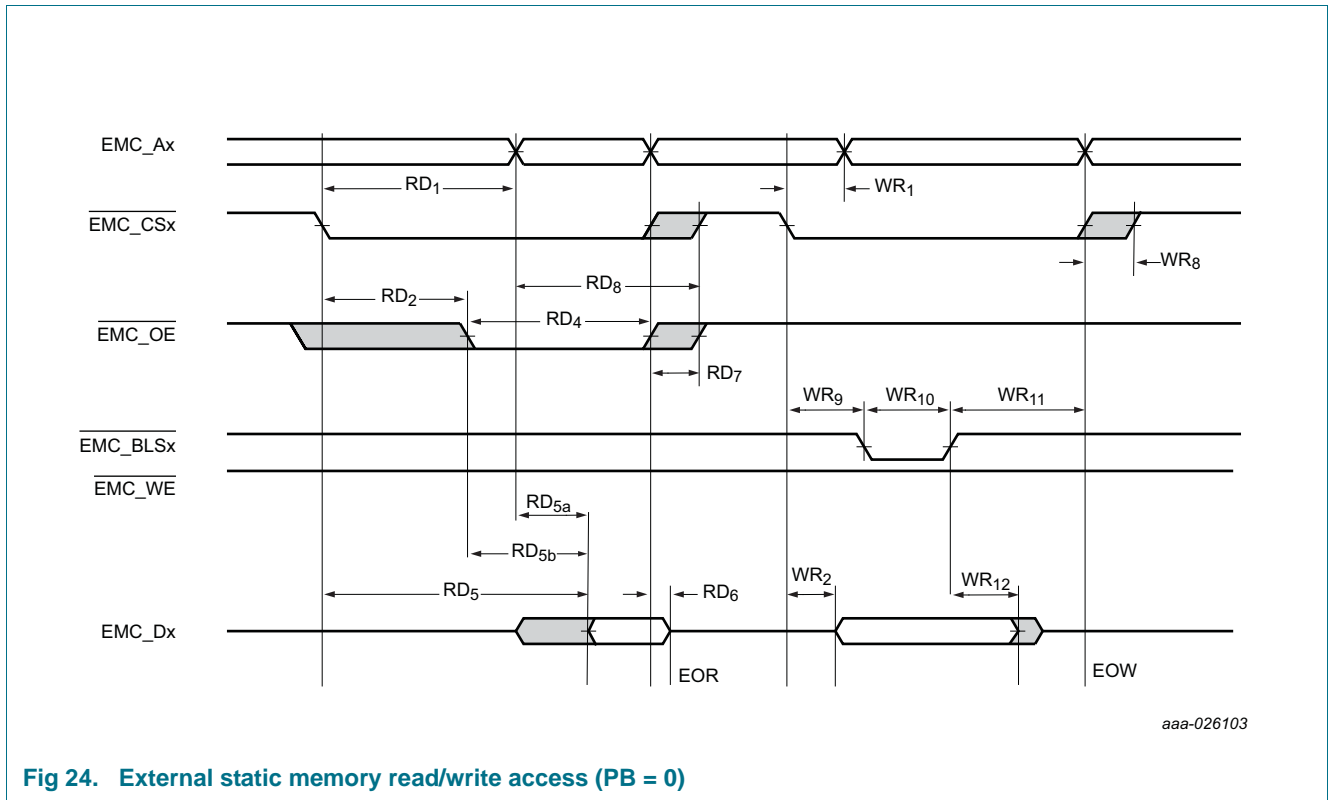 EMC_Ax
RD1
WR1
EMC_CSx
WR8
RD8
RD2
RD4
EMC_OE
RD7
WR9
WR10
WR11
EMC_BLSx
EMC_WE
RD5a
RD5b
WR2
WR12
RD5
RD6
EMC_Dx
EOR
EOW
aaa-026103
Fig 24. External static memory read/write access (PB = 0)